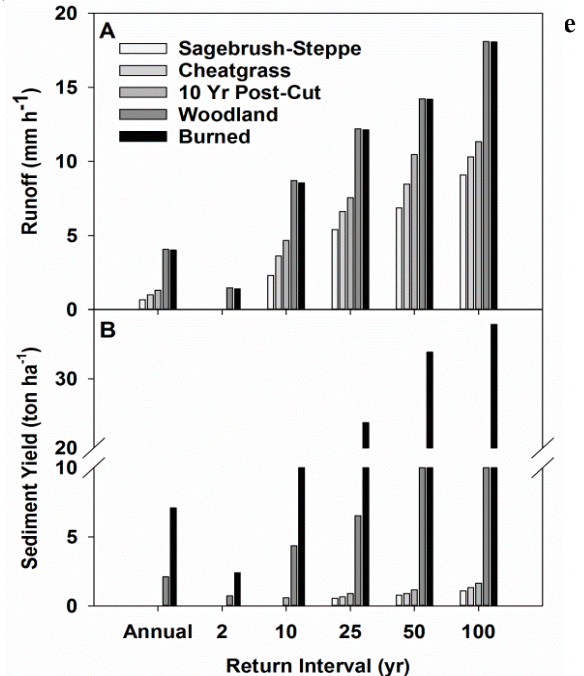 A
e
Sagebrush-Steppe
Cheatgrass
10 Yr Post-Cut
Woodland
Burned
Runoff (mm h-1)
20
15
10
5
0
B
Sediment Yield (ton ha-1)
30
20
10
5
0
Annual 2 10 25 50 100
Return Interval (yr)